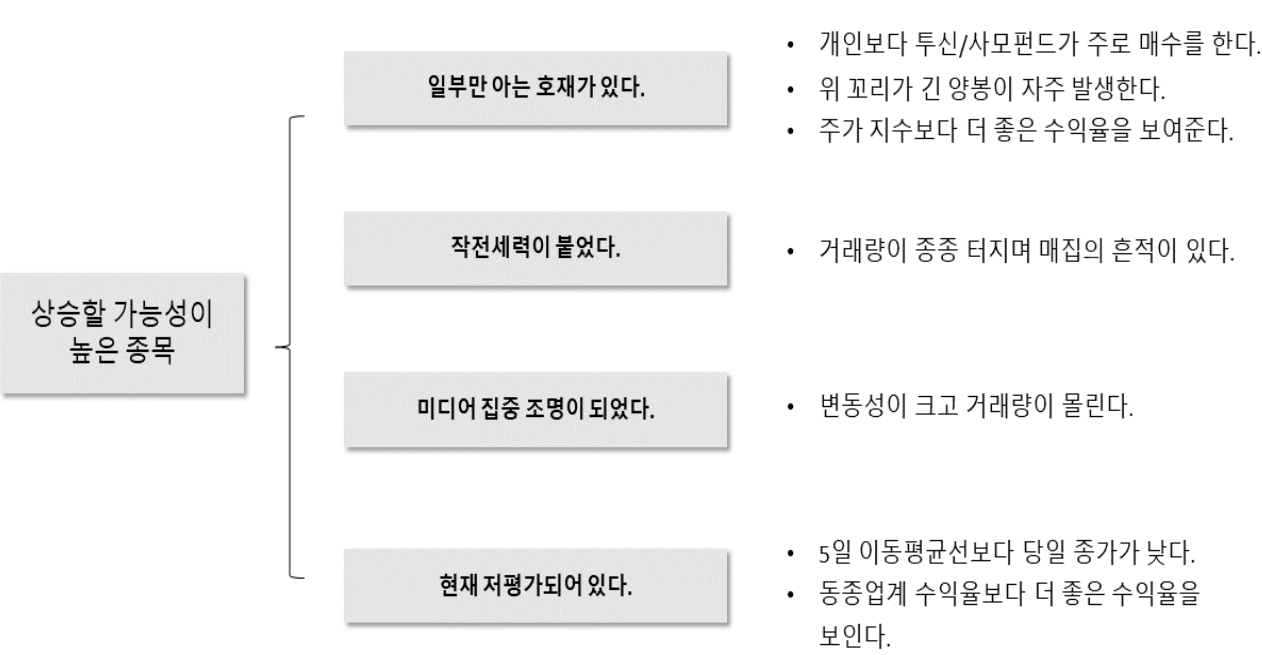 상승할 가능성이
높은 종목
일부만 아는 호재가 있다.
• 개인보다 투신/사모펀드가 주로 매수를 한다.
• 위 꼬리가 긴 양봉이 자주 발생한다.
• 주가 지수보다 더 좋은 수익율을 보여준다.
작전세력이 붙었다.
• 거래량이 종종 터지며 매집의 흔적이 있다.
미디어 집중 조명이 되었다.
• 변동성이 크고 거래량이 몰린다.
현재 저평가되어 있다.
• 5일 이동평균선보다 당일 종가가 낮다.
• 동종업계 수익율보다 더 좋은 수익율을
보인다.